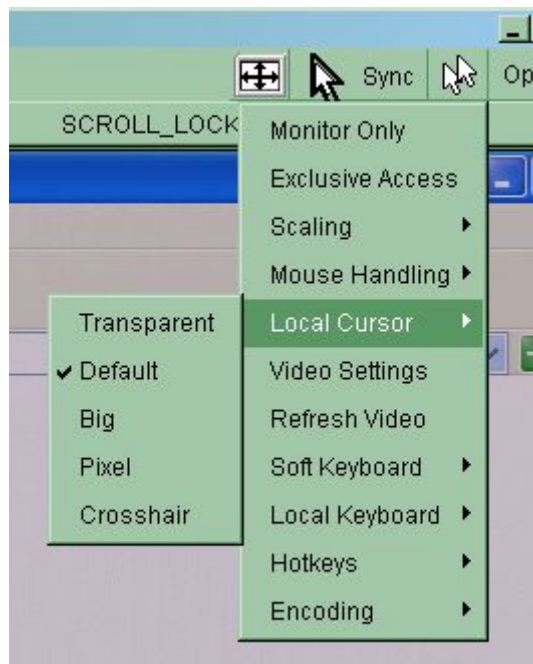 Sync Op
SCROLL_LOCK
Monitor Only
Exclusive Access
Scaling
Mouse Handling
Local Cursor
Video Settings
Refresh Video
Soft Keyboard
Local Keyboard
Hotkeys
Encoding
Transparent
Default
Big
Pixel
Crosshair